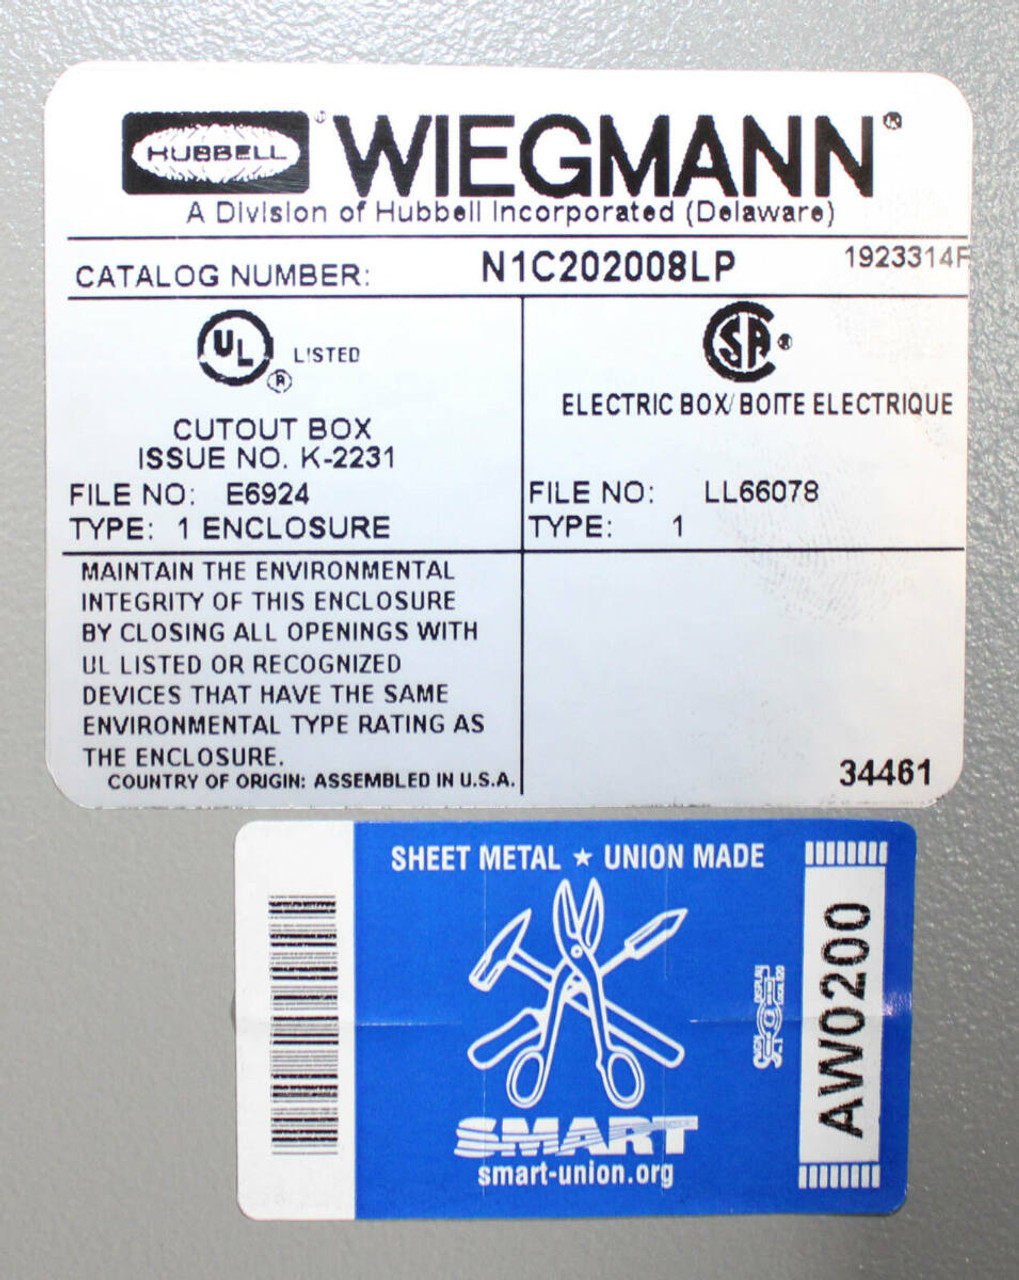 HUBBELL ® WIEGMANN ®
A Division of Hubbell Incorporated (Delaware)
CATALOG NUMBER: N1C202008LP 1923314F
UL LISTED
®
CUTOUT BOX
ISSUE NO. K-2231
FILE NO: E6924
TYPE: 1 ENCLOSURE
SA ®
ELECTRIC BOX/ BOITE ELECTRIQUE
FILE NO: LL66078
TYPE: 1
MAINTAIN THE ENVIRONMENTAL
INTEGRITY OF THIS ENCLOSURE
BY CLOSING ALL OPENINGS WITH
UL LISTED OR RECOGNIZED
DEVICES THAT HAVE THE SAME
ENVIRONMENTAL TYPE RATING AS
THE ENCLOSURE.
COUNTRY OF ORIGIN: ASSEMBLED IN U.S.A.
34461
SHEET METAL ★ UNION MADE
SMART
smart-union.org
AW0200